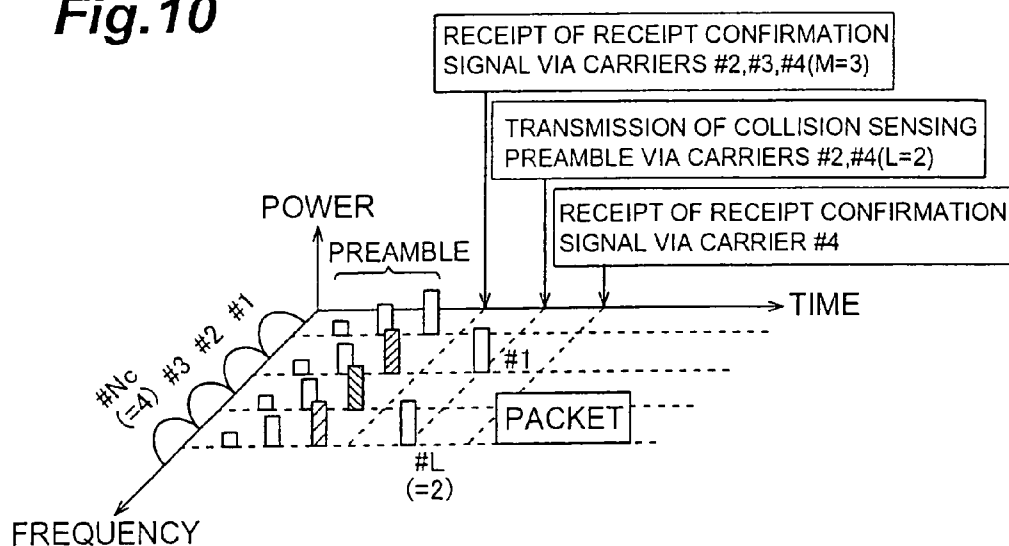 Fig.10
RECEIPT OF RECEIPT CONFIRMATION
SIGNAL VIA CARRIERS #2,#3,#4(M=3)
TRANSMISSION OF COLLISION SENSING
PREAMBLE VIA CARRIERS #2,#4(L=2)
RECEIPT OF RECEIPT CONFIRMATION
SIGNAL VIA CARRIER #4
POWER
PREAMBLE
TIME
#1
#2
#3
#Nc
(=4)
#1
PACKET
#L
(=2)
FREQUENCY